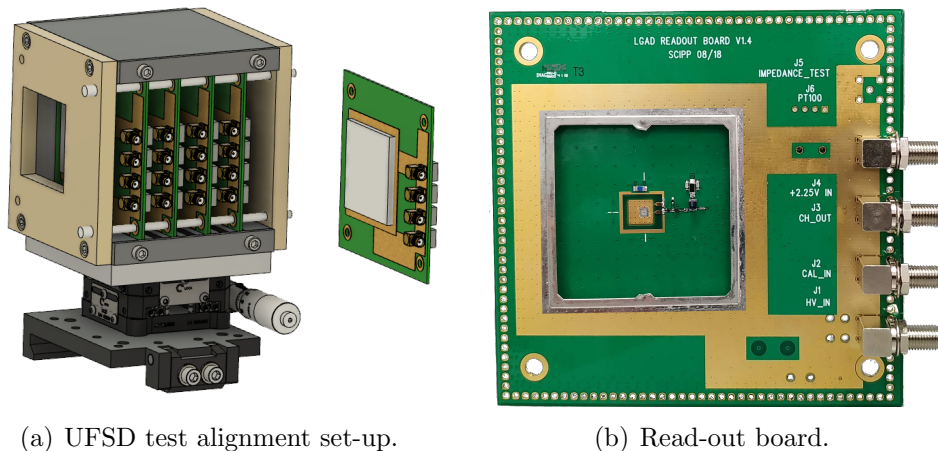 LGAD READOUT BOARD V1.4
SCIPP 08/18
T3
J5
IMPEDANCE_TEST
J6
PT100
J4
+2.25V IN
J3
CH_OUT
J2
CAL_IN
J1
HV_IN
(a) UFSD test alignment set-up.
(b) Read-out board.